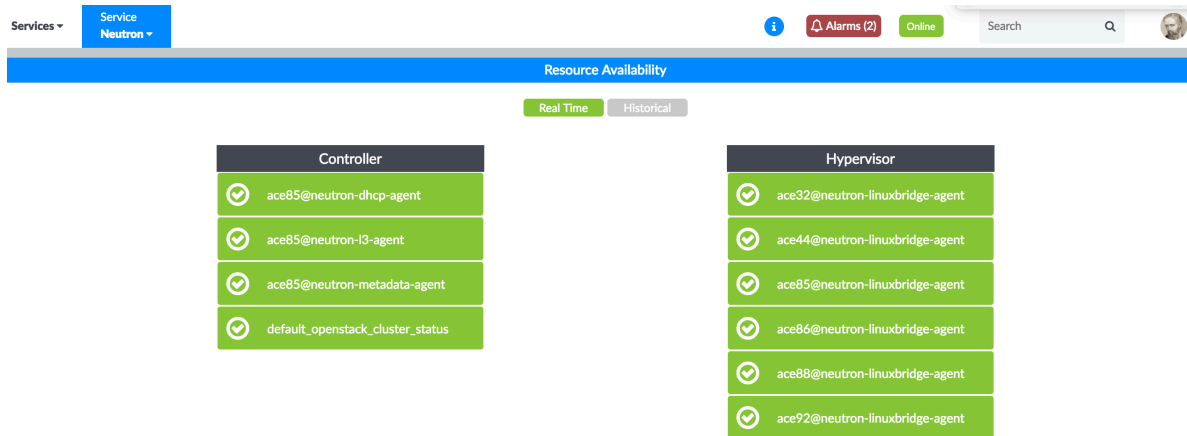 Services
Service
Neutron
i
Alarms (2)
Online
Search
Resource Availability
Real Time
Historical
Controller
ace85@neutron-dhcp-agent
ace85@neutron-l3-agent
ace85@neutron-metadata-agent
default_openstack_cluster_status
Hypervisor
ace32@neutron-linuxbridge-agent
ace44@neutron-linuxbridge-agent
ace85@neutron-linuxbridge-agent
ace86@neutron-linuxbridge-agent
ace88@neutron-linuxbridge-agent
ace92@neutron-linuxbridge-agent